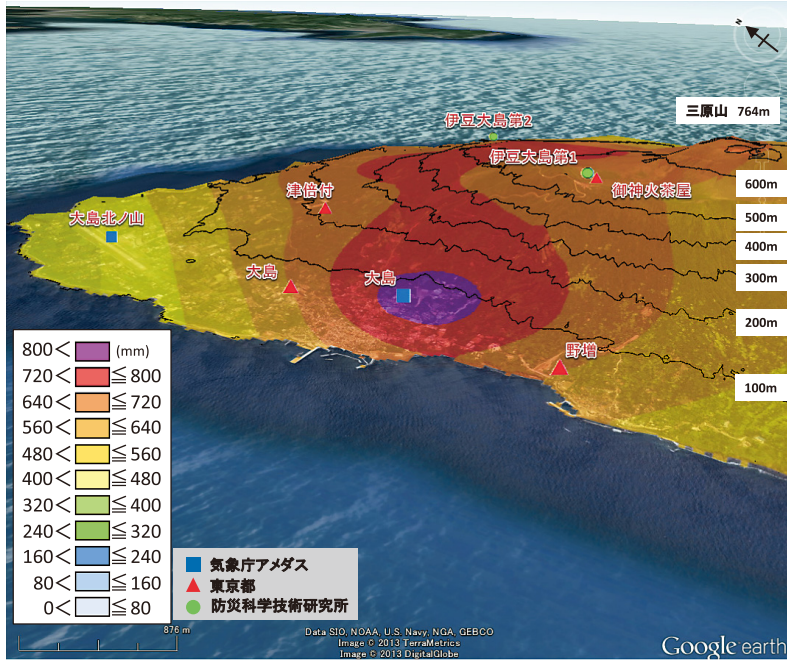 N
三原山 764m
伊豆大島第2
伊豆大島第1
御神火茶屋
津倍付
大島北ノ山
大島
大島
野増
600m
500m
400m
300m
200m
100m
800< (mm)
720< ≦800
640< ≦720
560< ≦640
480< ≦560
400< ≦480
320< ≦400
240< ≦320
160< ≦240
80< ≦160
0< ≦80
気象庁アメダス
東京都
防災科学技術研究所
876 m
Data SIO, NOAA, U.S. Navy, NGA, GEBCO
Image © 2013 TerraMetrics
Image © 2013 DigitalGlobe
Google earth